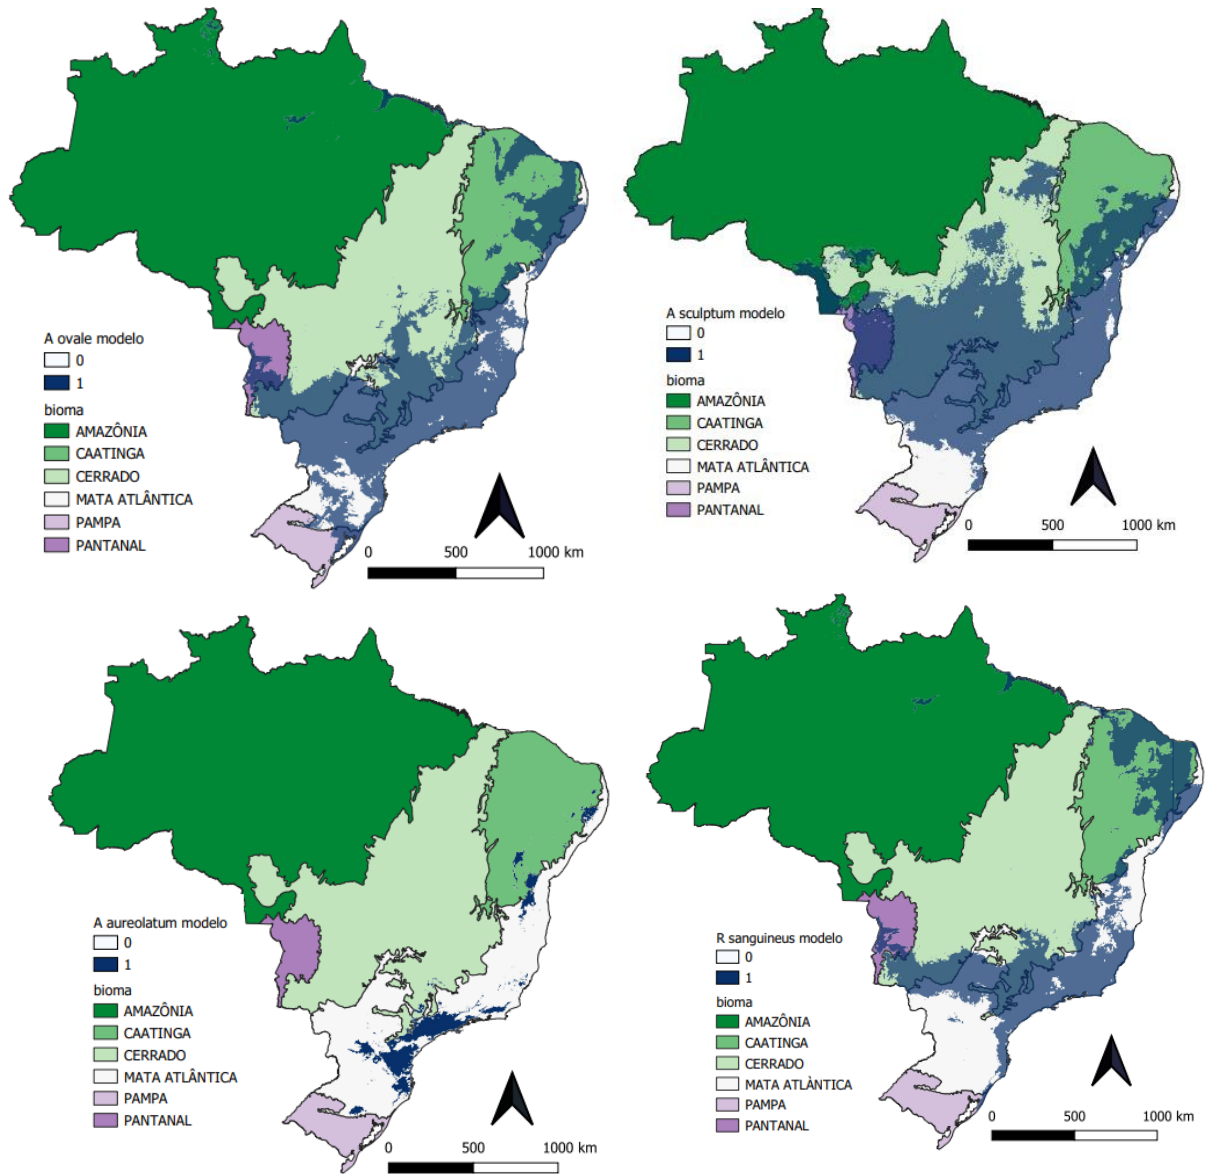 A ovale modelo
0
1
bioma
AMAZÔNIA
CAATINGA
CERRADO
MATA ATLÂNTICA
PAMPA
PANTANAL
0 500 1000 km
A sculptum modelo
0
1
bioma
AMAZÔNIA
CAATINGA
CERRADO
MATA ATLÂNTICA
PAMPA
PANTANAL
0 500 1000 km
A aureolatum modelo
0
1
bioma
AMAZÔNIA
CAATINGA
CERRADO
MATA ATLÂNTICA
PAMPA
PANTANAL
0 500 1000 km
R sanguineus modelo
0
1
bioma
AMAZÔNIA
CAATINGA
CERRADO
MATA ATLÂNTICA
PAMPA
PANTANAL
0 500 1000 km